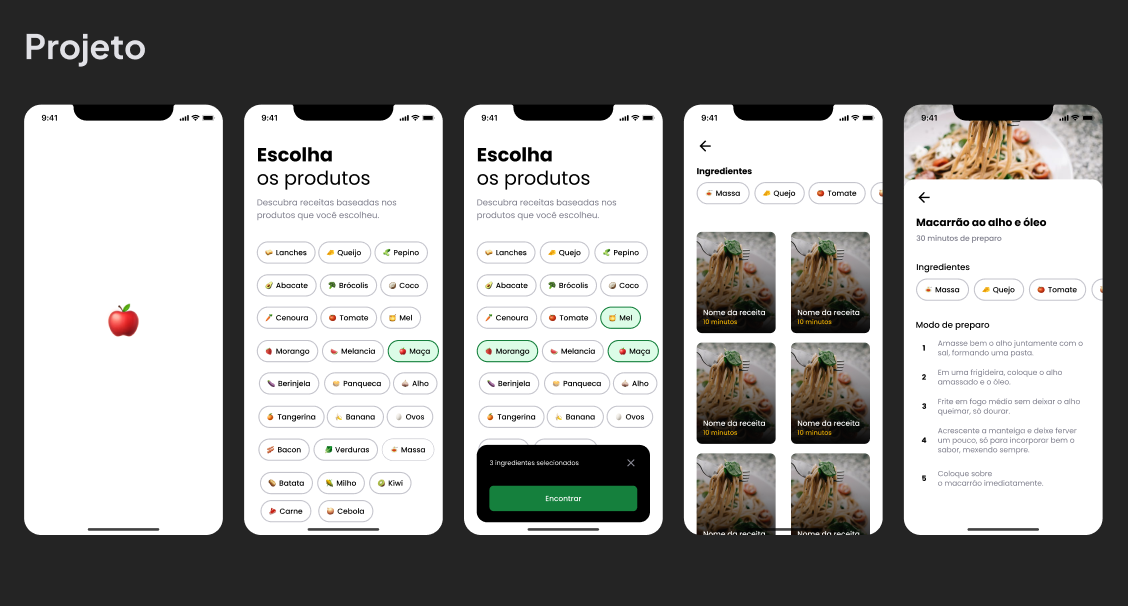 Projeto
9:41
9:41
Escolha
os produtos
Descubra receitas baseadas nos
produtos que você escolheu.
Lanches Queijo Pepino
Abacate Brócolis Coco
Cenoura Tomate Mel
Morango Melancia Maça
Berinjela Panqueca Alho
Tangerina Banana Ovos
Bacon Verduras Massa
Batata Milho Kiwi
Carne Cebola
9:41
Escolha
os produtos
Descubra receitas baseadas nos
produtos que você escolheu.
Lanches Quejo Pepino
Abacate Brócolis Coco
Cenoura Tomate Mel
Morango Melancia Maça
Berinjela Panqueca Alho
Tangerina Banana Ovos
3 ingredientes selecionados
Encontrar
9:41
Ingredientes
Massa Quejo Tomate
Nome da receita Nome da receita
10 minutos 10 minutos
Nome da receita Nome da receita
10 minutos 10 minutos
Nome da receita Nome da receita
9:41
Macarrão ao alho e óleo
30 minutos de preparo
Ingredientes
Massa Quejo Tomate
Modo de preparo
1 Amasse bem o alho juntamente com o
sal, formando uma pasta.
2 Em uma frigideira, coloque o alho
amassado e o óleo.
3 Frite em fogo médio sem deixar o alho
queimar, só dourar.
4 Acrescente a manteiga e deixe ferver
um pouco, só para incorporar bem o
sabor, mexendo sempre.
5 Coloque sobre
o macarrão imediatamente.